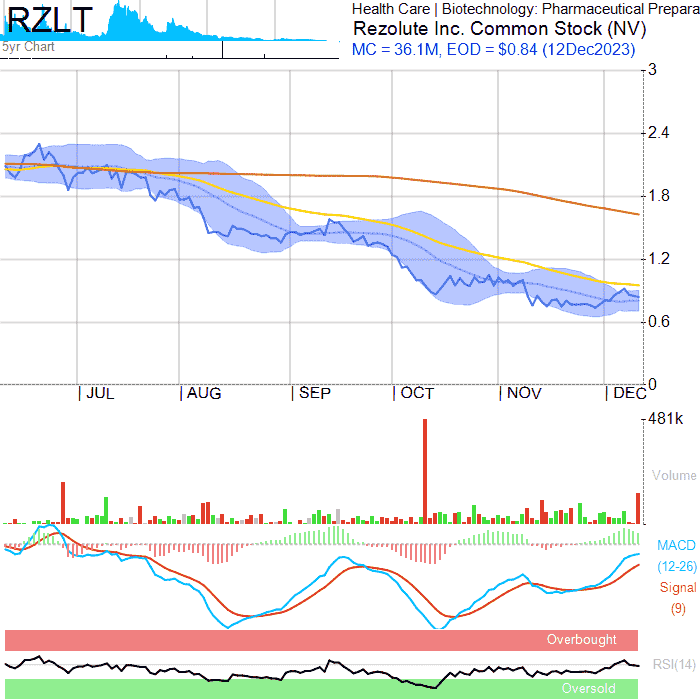 RZLT
5yr Chart
Health Care | Biotechnology: Pharmaceutical Prepara
Rezolute Inc. Common Stock (NV)
MC = 36.1M, EOD = $0.84 (12Dec2023)
3
2.4
1.8
1.2
0.6
0
| JUL | AUG | SEP | OCT | NOV | DEC
481k
Volume
MACD
(12-26)
Signal
(9)
Overbought
RSI(14)
Oversold